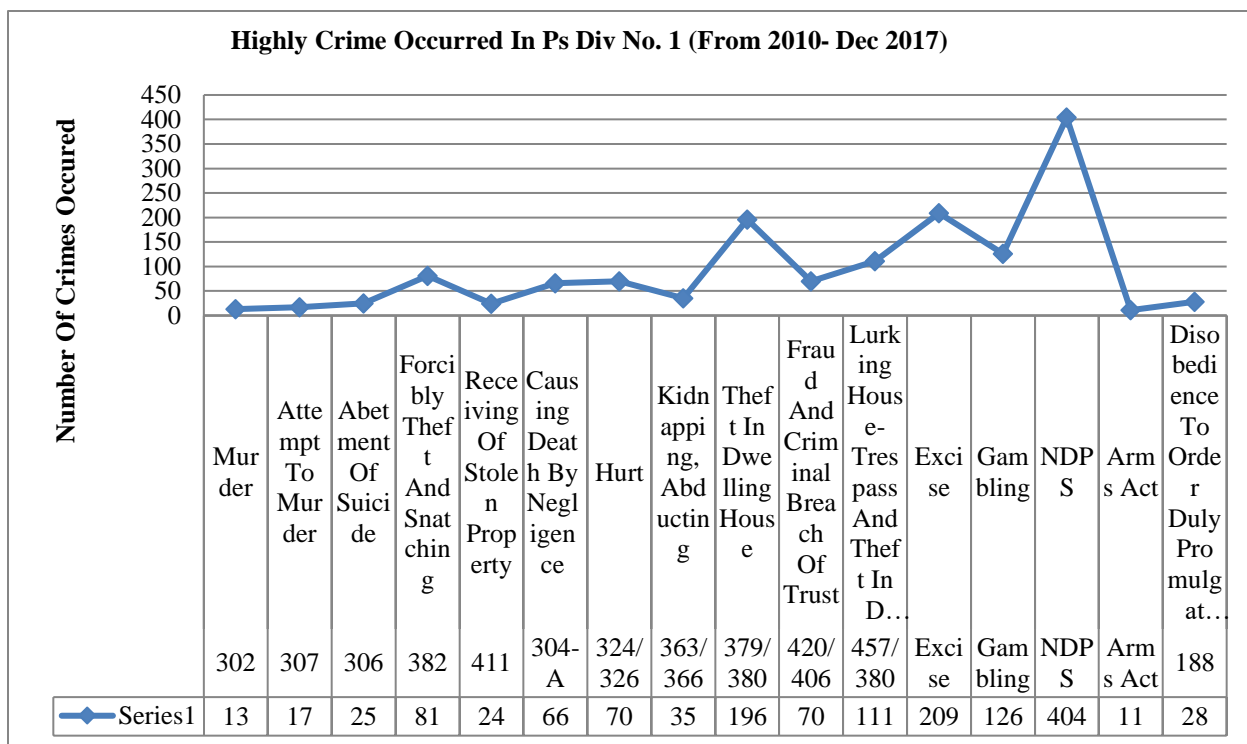 Highly Crime Occurred In Ps Div No. 1 (From 2010- Dec 2017)
Number Of Crimes Occured
450
400
350
300
250
200
150
100
50
0
Mur
der
Atte
mpt
To
Mur
der
Abet
ment
Of
Suici
de
Forci
bly
Thef
t
And
Snat
chin
g
Rece
iving
Of
Stole
n
Prop
erty
Caus
ing
Deat
h By
Negl
igen
ce
Hurt
Kidn
appi
ng,
Abd
uctin
g
Thef
t In
Dwe
lling
Hous
e
Frau
d
And
Crim
inal
Brea
ch
Of
Trust
Lurk
ing
Hous
e-
Tres
pass
And
Thef
t In
D…
Exci
se
Gam
bling
NDP
S
Arm
s Act
Diso
bedi
ence
To
Orde
r
Duly
Pro
mulg
at…
302
307
306
382
411
304-
A
324/
326
363/
366
379/
380
420/
406
457/
380
Exci
se
Gam
bling
NDP
S
Arm
s Act
188
Series1 13 17 25 81 24 66 70 35 196 70 111 209 126 404 11 28